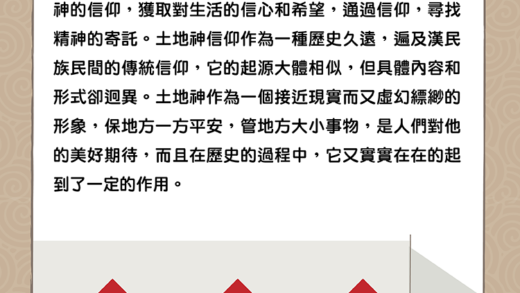 神的信仰，獲取對生活的信心和希望，通過信仰，尋找
精神的寄託。土地神信仰作為一種歷史久遠，遍及漢民
族民間的傳統信仰，它的起源大體相似，但具體內容和
形式卻迥異。土地神作為一個接近現實而又虛幻縹緲的
形象，保地方一方平安，管地方大小事物，是人們對他
的美好期待，而且在歷史的過程中，它又實實在在的起
到了一定的作用。